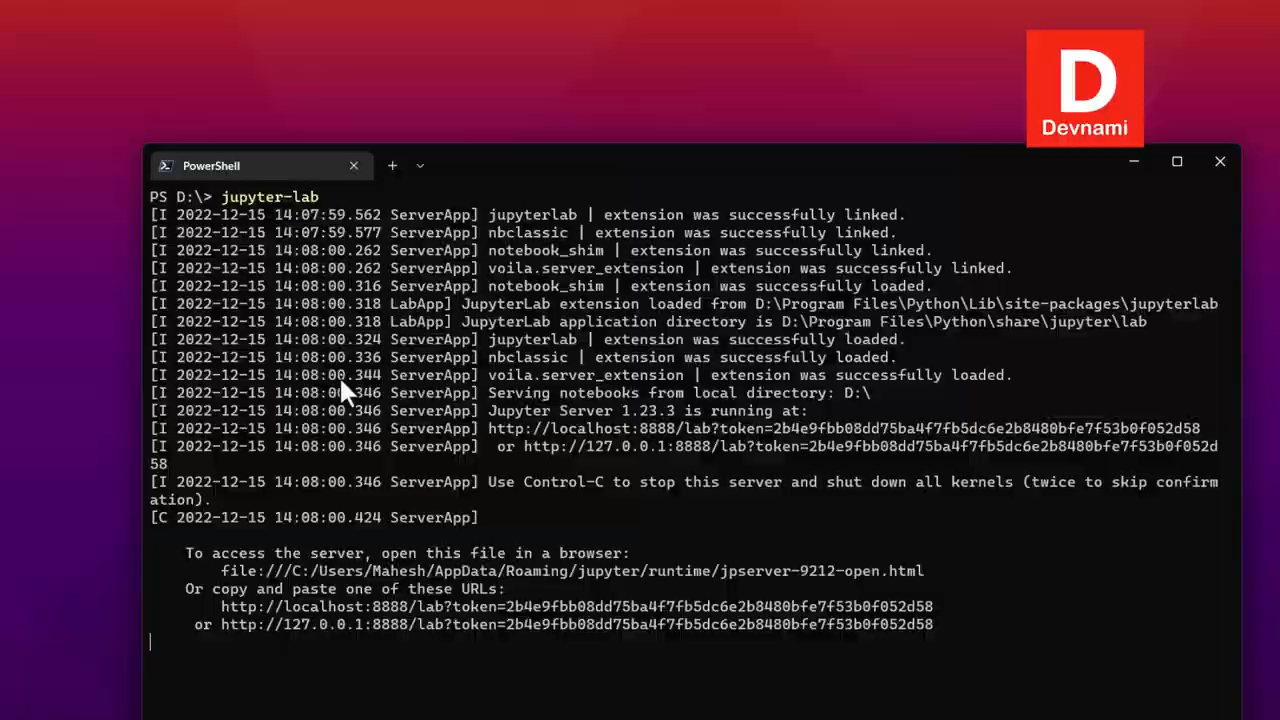 D
Devnami
PowerShell
PS D:\> jupyter-lab
[I 2022-12-15 14:07:59.562 ServerApp] jupyterlab | extension was successfully linked.
[I 2022-12-15 14:07:59.577 ServerApp] nbclassic | extension was successfully linked.
[I 2022-12-15 14:08:00.262 ServerApp] notebook_shim | extension was successfully linked.
[I 2022-12-15 14:08:00.262 ServerApp] voila.server_extension | extension was successfully linked.
[I 2022-12-15 14:08:00.316 ServerApp] notebook_shim | extension was successfully loaded.
[I 2022-12-15 14:08:00.318 LabApp] JupyterLab extension loaded from D:\Program Files\Python\Lib\site-packages\jupyterlab
[I 2022-12-15 14:08:00.318 LabApp] JupyterLab application directory is D:\Program Files\Python\share\jupyter\lab
[I 2022-12-15 14:08:00.324 ServerApp] jupyterlab | extension was successfully loaded.
[I 2022-12-15 14:08:00.336 ServerApp] nbclassic | extension was successfully loaded.
[I 2022-12-15 14:08:00.344 ServerApp] voila.server_extension | extension was successfully loaded.
[I 2022-12-15 14:08:00.346 ServerApp] Serving notebooks from local directory: D:\
[I 2022-12-15 14:08:00.346 ServerApp] Jupyter Server 1.23.3 is running at:
[I 2022-12-15 14:08:00.346 ServerApp] http://localhost:8888/lab?token=2b4e9fbb08dd75ba4f7fb5dc6e2b8480bfe7f53b0f052d58
[I 2022-12-15 14:08:00.346 ServerApp]  or http://127.0.0.1:8888/lab?token=2b4e9fbb08dd75ba4f7fb5dc6e2b8480bfe7f53b0f052d
58
[I 2022-12-15 14:08:00.346 ServerApp] Use Control-C to stop this server and shut down all kernels (twice to skip confirm
ation).
[C 2022-12-15 14:08:00.424 ServerApp]
To access the server, open this file in a browser:
file:///C:/Users/Mahesh/AppData/Roaming/jupyter/runtime/jpserver-9212-open.html
Or copy and paste one of these URLs:
http://localhost:8888/lab?token=2b4e9fbb08dd75ba4f7fb5dc6e2b8480bfe7f53b0f052d58
or http://127.0.0.1:8888/lab?token=2b4e9fbb08dd75ba4f7fb5dc6e2b8480bfe7f53b0f052d58